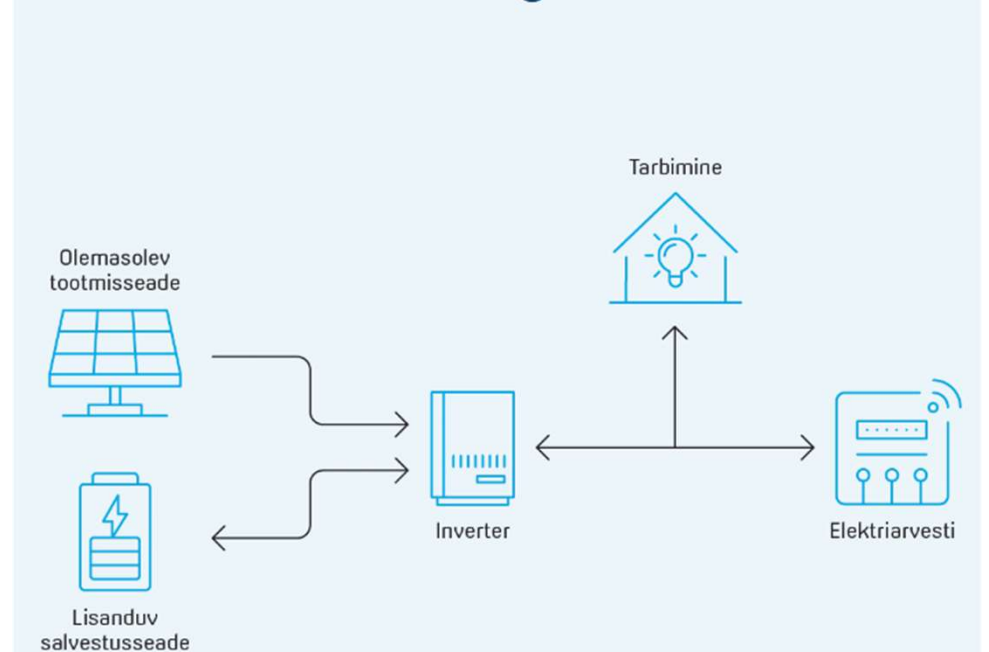 Tarbimine
Olemasolev
tootmisseade
Inverter
Elektriarvesti
Lisanduv
salvestusseade